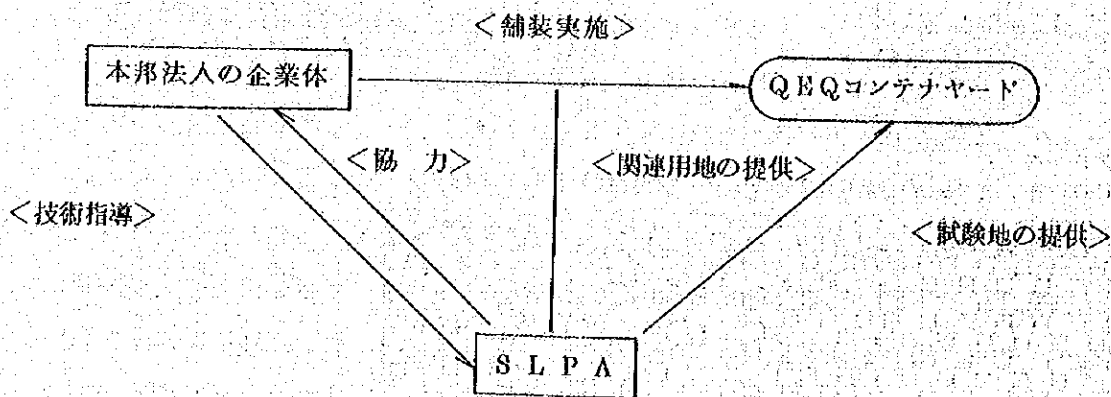 <舗装実施>
本邦法人の企業体
QEQコンテナヤード
<協 力>
<関連用地の提供>
<技術指導>
<試験地の提供>
SLPA